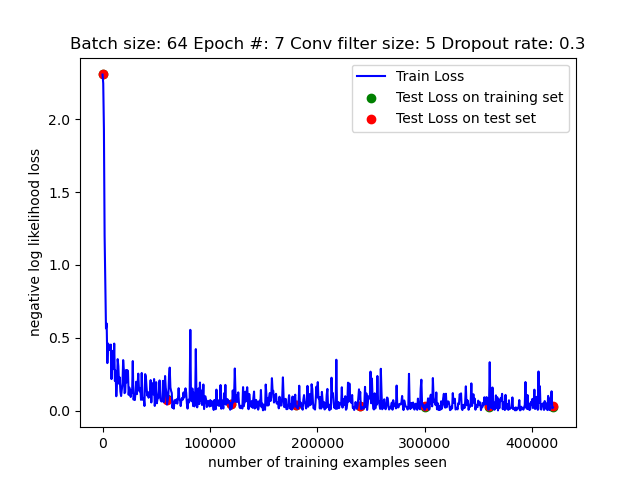 Batch size: 64 Epoch #: 7 Conv filter size: 5 Dropout rate: 0.3
Train Loss
Test Loss on training set
Test Loss on test set
negative log likelihood loss
2.0
1.5
1.0
0.5
0.0
0 100000 200000 300000 400000
number of training examples seen